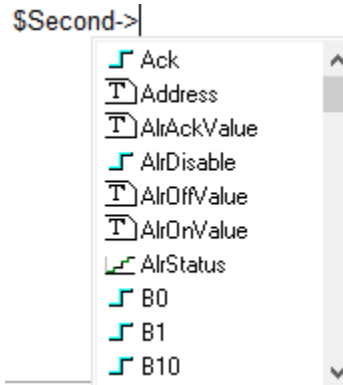 $Second->
Ack
Address
AlrAckValue
AlrDisable
AlrOffValue
AlrOnValue
AlrStatus
B0
B1
B10